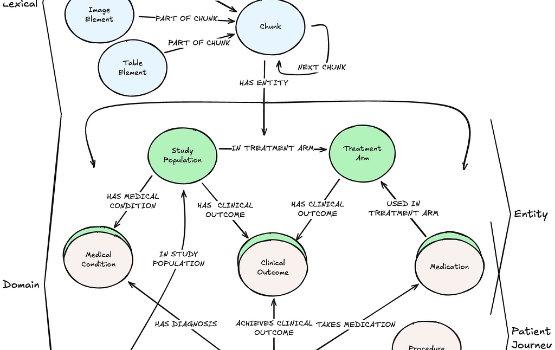 Lexical
Image
Element
PART OF CHUNK
Chunk
PART OF CHUNK
Table
Element
NEXT CHUNK
HAS ENTITY
Study
Population
IN TREATMENT ARM
Treatment
Arm
HAS MEDICAL
CONDITION
HAS CLINICAL
OUTCOME
HAS CLINICAL
OUTCOME
USED IN
TREATMENT ARM
Entity
Medical
Condition
IN STUDY
POPULATION
Clinical
Outcome
Medication
Domain
HAS DIAGNOSIS
ACHIEVES CLINICAL
OUTCOME
TAKES MEDICATION
Patient
Journey
Procedure